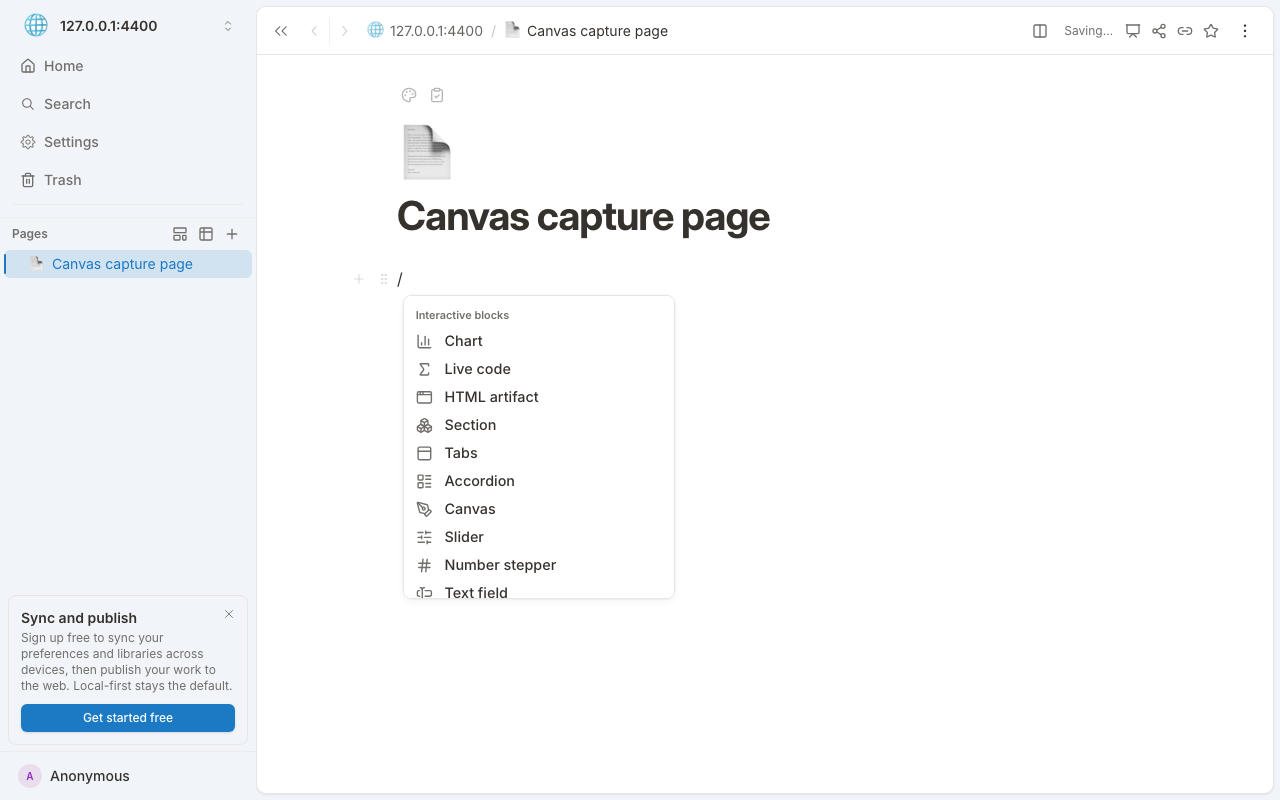 127.0.0.1:4400
Home
Search
Settings
Trash
Pages
Canvas capture page
Sync and publish
Sign up free to sync your
preferences and libraries across
devices, then publish your work to
the web. Local-first stays the default.
Get started free
A Anonymous
127.0.0.1:4400 / Canvas capture page
Saving...
Canvas capture page
/
Interactive blocks
Chart
Live code
HTML artifact
Section
Tabs
Accordion
Canvas
Slider
Number stepper
Text field